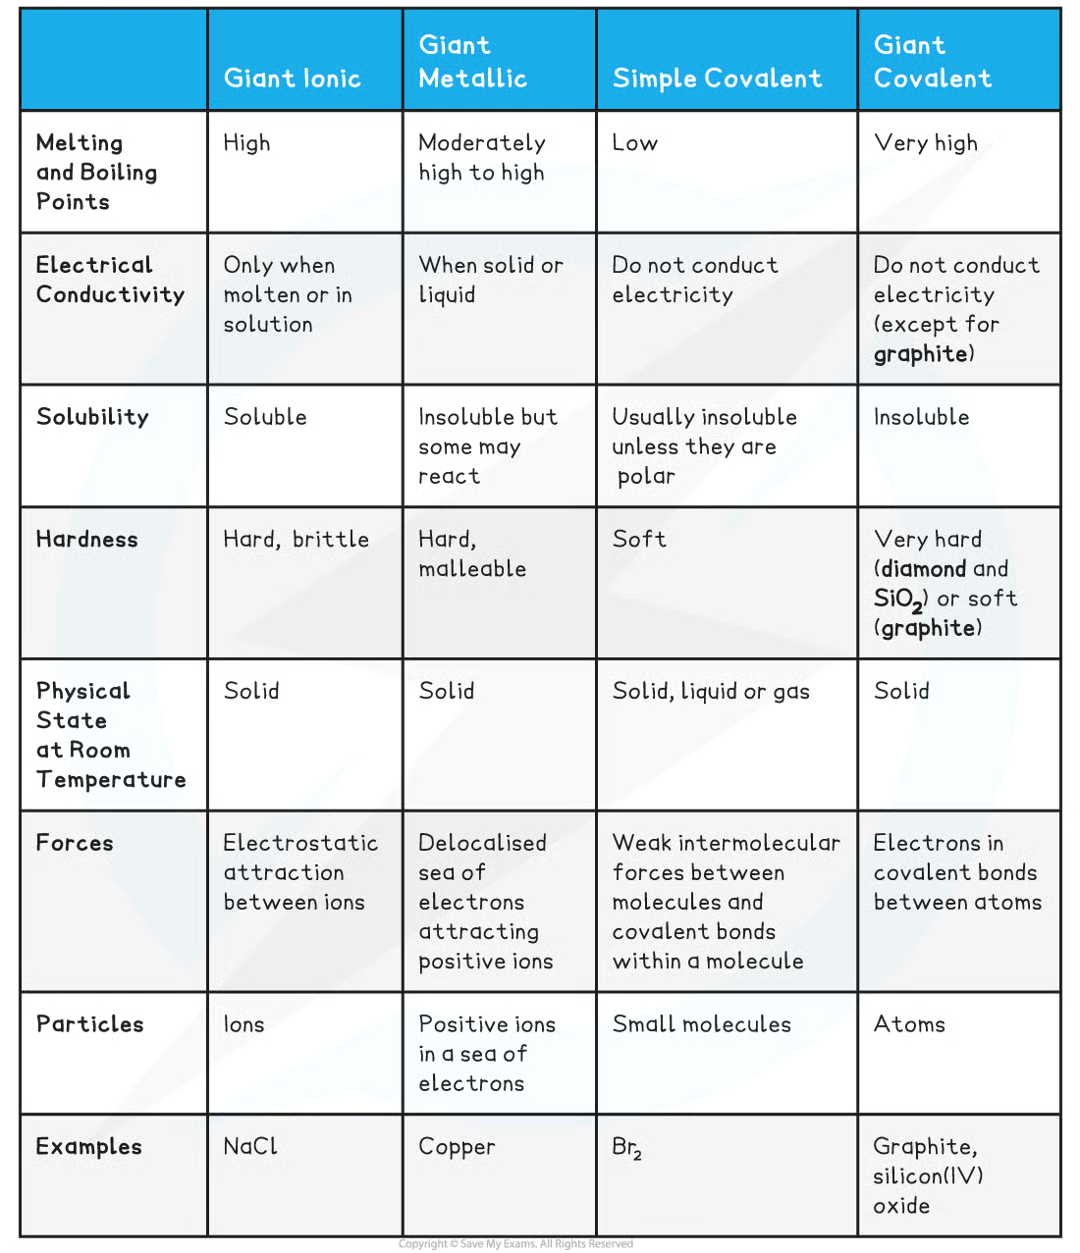 Giant Ionic
Giant
Metallic
Simple Covalent
Giant
Covalent
Melting
and Boiling
Points
High
Moderately
high to high
Low
Very high
Electrical
Conductivity
Only when
molten or in
solution
When solid or
liquid
Do not conduct
electricity
Do not conduct
electricity
(except for
graphite)
Solubility
Soluble
Insoluble but
some may
react
Usually insoluble
unless they are
polar
Insoluble
Hardness
Hard, brittle
Hard,
malleable
Soft
Very hard
(diamond and
SiO₂) or soft
(graphite)
Physical
State
at Room
Temperature
Solid
Solid
Solid, liquid or gas
Solid
Forces
Electrostatic
attraction
between ions
Delocalised
sea of
electrons
attracting
positive ions
Weak intermolecular
forces between
molecules and
covalent bonds
within a molecule
Electrons in
covalent bonds
between atoms
Particles
Ions
Positive ions
in a sea of
electrons
Small molecules
Atoms
Examples
NaCl
Copper
Br₂
Graphite,
silicon(IV)
oxide
Copyright © Save My Exams. All Rights Reserved